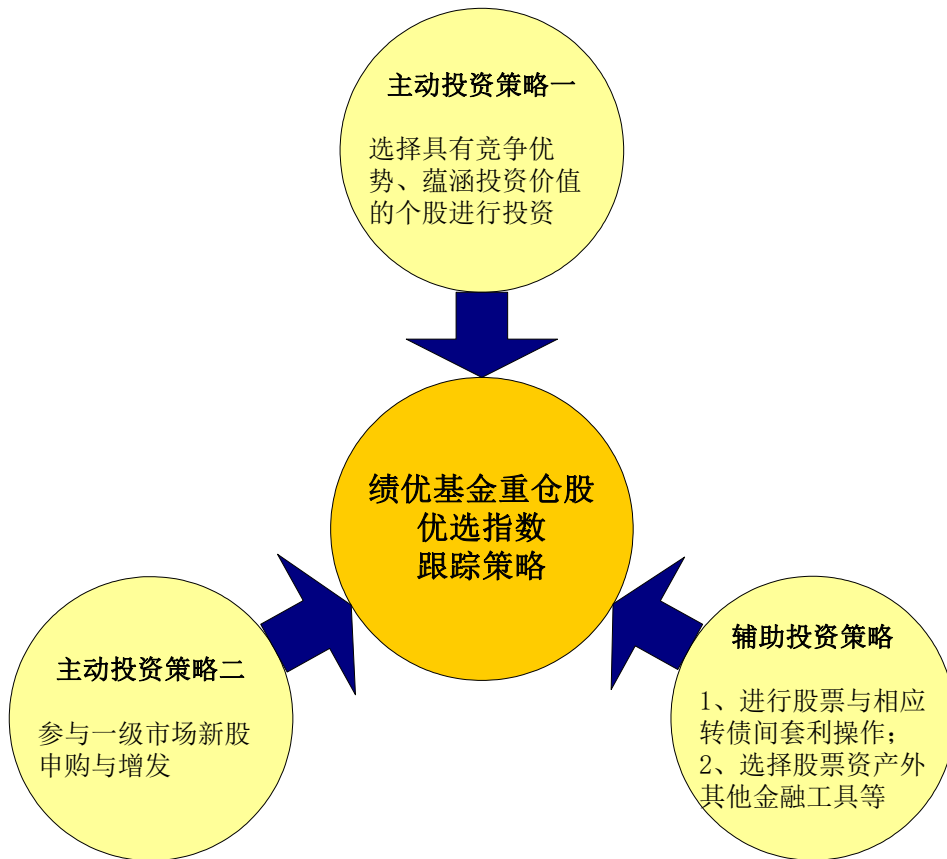 主动投资策略一
选择具有竞争优
势、蕴涵投资价值
的个股进行投资
绩优基金重仓股
优选指数
跟踪策略
主动投资策略二
参与一级市场新股
申购与增发
辅助投资策略
1、进行股票与相应
转债间套利操作；
2、选择股票资产外
其他金融工具等